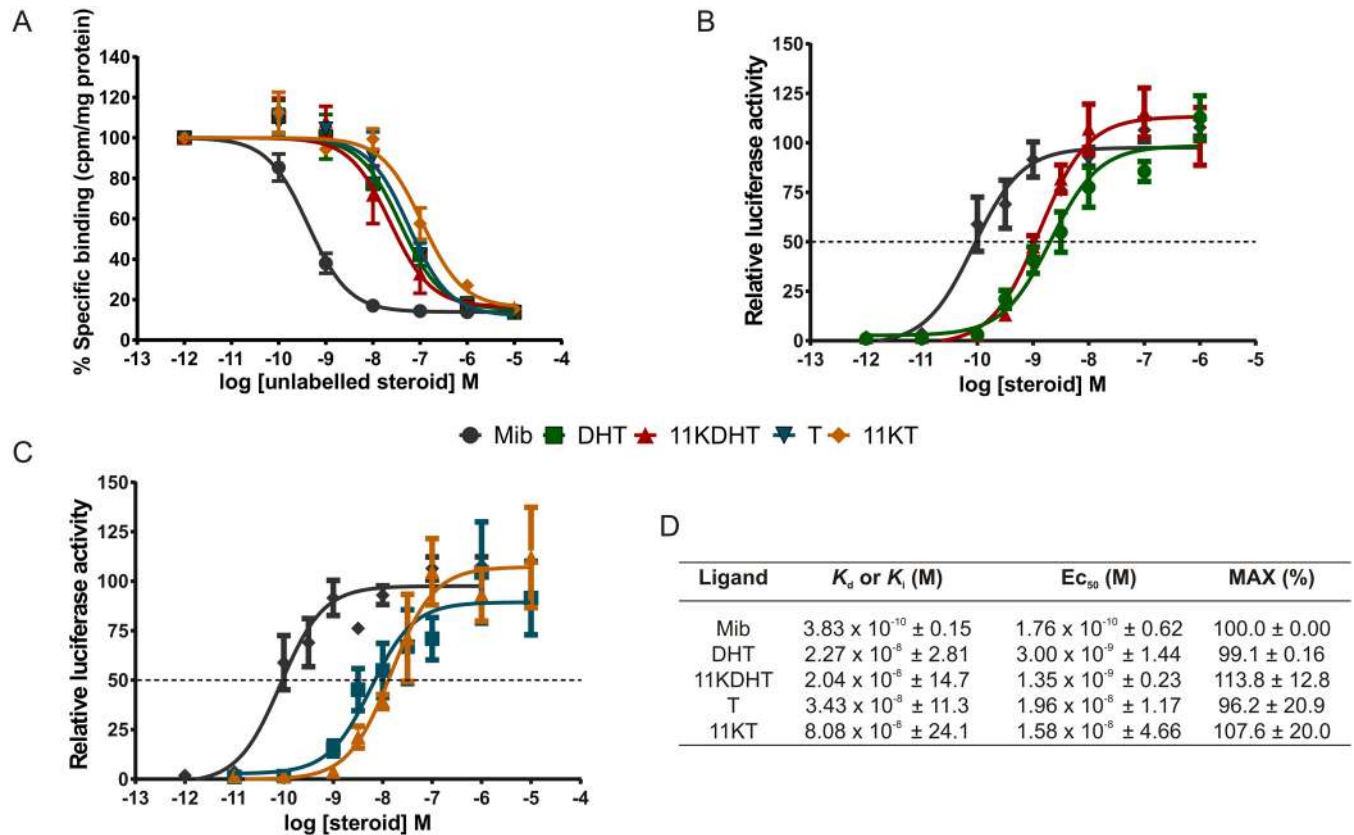 A
% Specific binding (cpm/mg protein)
140
120
100
80
60
40
20
0
-13 -12 -11 -10 -9 -8 -7 -6 -5 -4
log [unlabelled steroid] M
B
Relative luciferase activity
150
125
100
75
50
25
0
-13 -12 -11 -10 -9 -8 -7 -6 -5
log [steroid] M
Mib DHT 11KDHT T 11KT
C
Relative luciferase activity
150
125
100
75
50
25
0
-13 -12 -11 -10 -9 -8 -7 -6 -5 -4
log [steroid] M
D
Ligand Kd or Ki (M) Ec50 (M) MAX (%)
Mib 3.83 x 10⁻¹⁰ ± 0.15 1.76 x 10⁻¹⁰ ± 0.62 100.0 ± 0.00
DHT 2.27 x 10⁻⁸ ± 2.81 3.00 x 10⁻⁹ ± 1.44 99.1 ± 0.16
11KDHT 2.04 x 10⁻⁸ ± 14.7 1.35 x 10⁻⁹ ± 0.23 113.8 ± 12.8
T 3.43 x 10⁻⁸ ± 11.3 1.96 x 10⁻⁸ ± 1.17 96.2 ± 20.9
11KT 8.08 x 10⁻⁸ ± 24.1 1.58 x 10⁻⁸ ± 4.66 107.6 ± 20.0